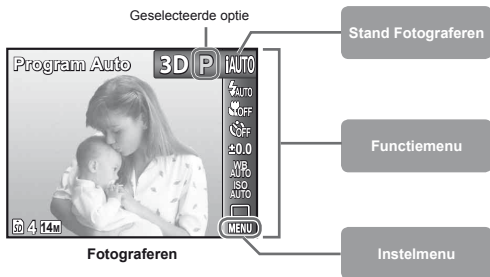 Geselecteerde optie
Stand Fotograferen
Program Auto
3D P iAUTO
AUTO
OFF
OFF
±0.0
WB
AUTO
ISO
AUTO
SD 4 14M
MENU
Functiemenu
Fotograferen
Instelmenu